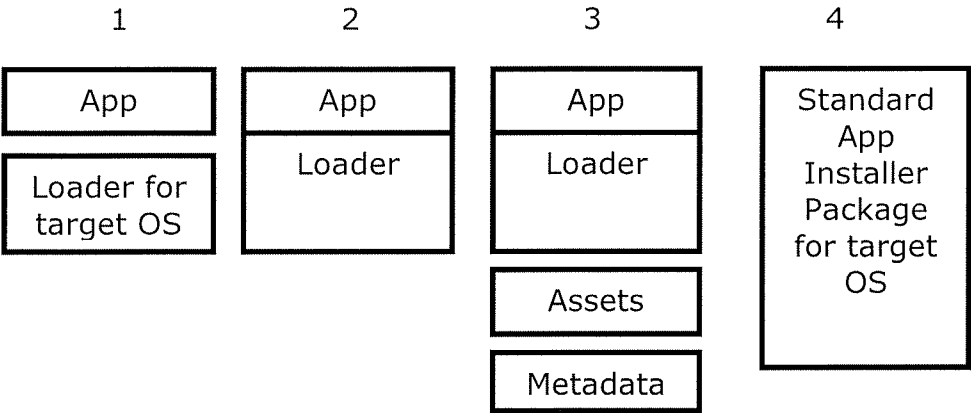 1
2
3
4
App
Loader for
target OS
App
Loader
App
Loader
Assets
Metadata
Standard
App
Installer
Package
for target
OS